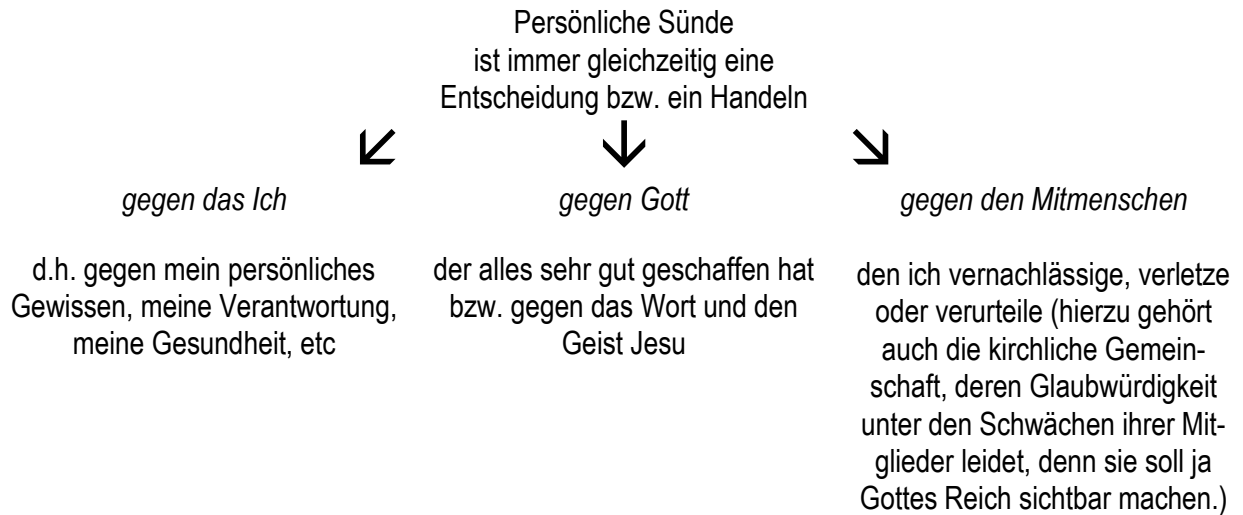 Persönliche Sünde
ist immer gleichzeitig eine
Entscheidung bzw. ein Handeln
gegen das Ich
d.h. gegen mein persönliches
Gewissen, meine Verantwortung,
meine Gesundheit, etc
gegen Gott
der alles sehr gut geschaffen hat
bzw. gegen das Wort und den
Geist Jesu
gegen den Mitmenschen
den ich vernachlässige, verletze
oder verurteile (hierzu gehört
auch die kirchliche Gemein-
schaft, deren Glaubwürdigkeit
unter den Schwächen ihrer Mit-
glieder leidet, denn sie soll ja
Gottes Reich sichtbar machen.)